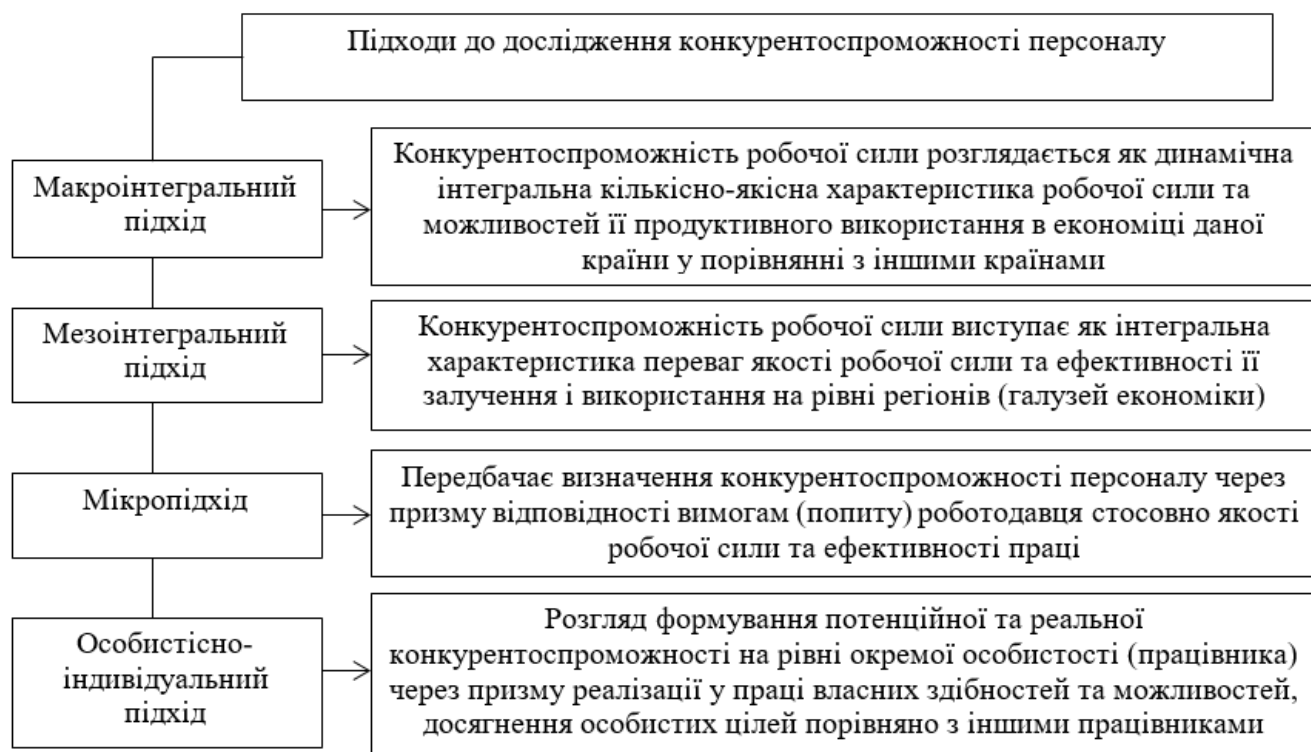 Підходи до дослідження конкурентоспроможності персоналу
Макроінтегральний
підхід
Конкурентоспроможність робочої сили розглядається як динамічна
інтегральна кількісно-якісна характеристика робочої сили та
можливостей її продуктивного використання в економіці даної
країни у порівнянні з іншими країнами
Мезоінтегральний
підхід
Конкурентоспроможність робочої сили виступає як інтегральна
характеристика переваг якості робочої сили та ефективності її
залучення і використання на рівні регіонів (галузей економіки)
Мікропідхід
Передбачає визначення конкурентоспроможності персоналу через
призму відповідності вимогам (попиту) роботодавця стосовно якості
робочої сили та ефективності праці
Особистісно-
індивідуальний
підхід
Розгляд формування потенційної та реальної
конкурентоспроможності на рівні окремої особистості (працівника)
через призму реалізації у праці власних здібностей та можливостей,
досягнення особистих цілей порівняно з іншими працівниками